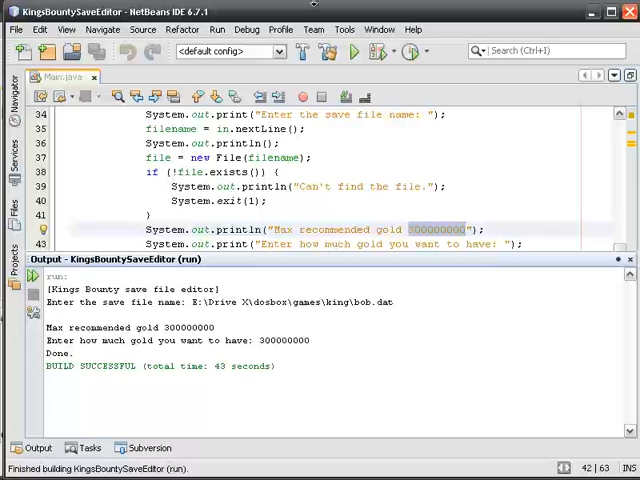 KingsBountySaveEditor - NetBeans IDE 6.7.1
File Edit View Navigate Source Refactor Run Debug Profile Team Tools Window Help
<default config> Search (Ctrl+I)
Main.java
Navigator
Services
Files
Projects
34 System.out.print("Enter the save file name: ");
35 filename = in.nextLine();
36 System.out.println();
37 file = new File(filename);
38 if (!file.exists()) {
39 System.out.println("Can't find the file.");
40 System.exit(1);
41 }
System.out.println("Max recommended gold 300000000");
43 System.out.print("Enter how much gold you want to have: ");
Output - KingsBountySaveEditor (run)
run:
[Kings Bounty save file editor]
Enter the save file name: E:\Drive X\dosbox\games\king\bob.dat
Max recommended gold 300000000
Enter how much gold you want to have: 300000000
Done.
BUILD SUCCESSFUL (total time: 43 seconds)
Output Tasks Subversion
Finished building KingsBountySaveEditor (run). 42 | 63 INS